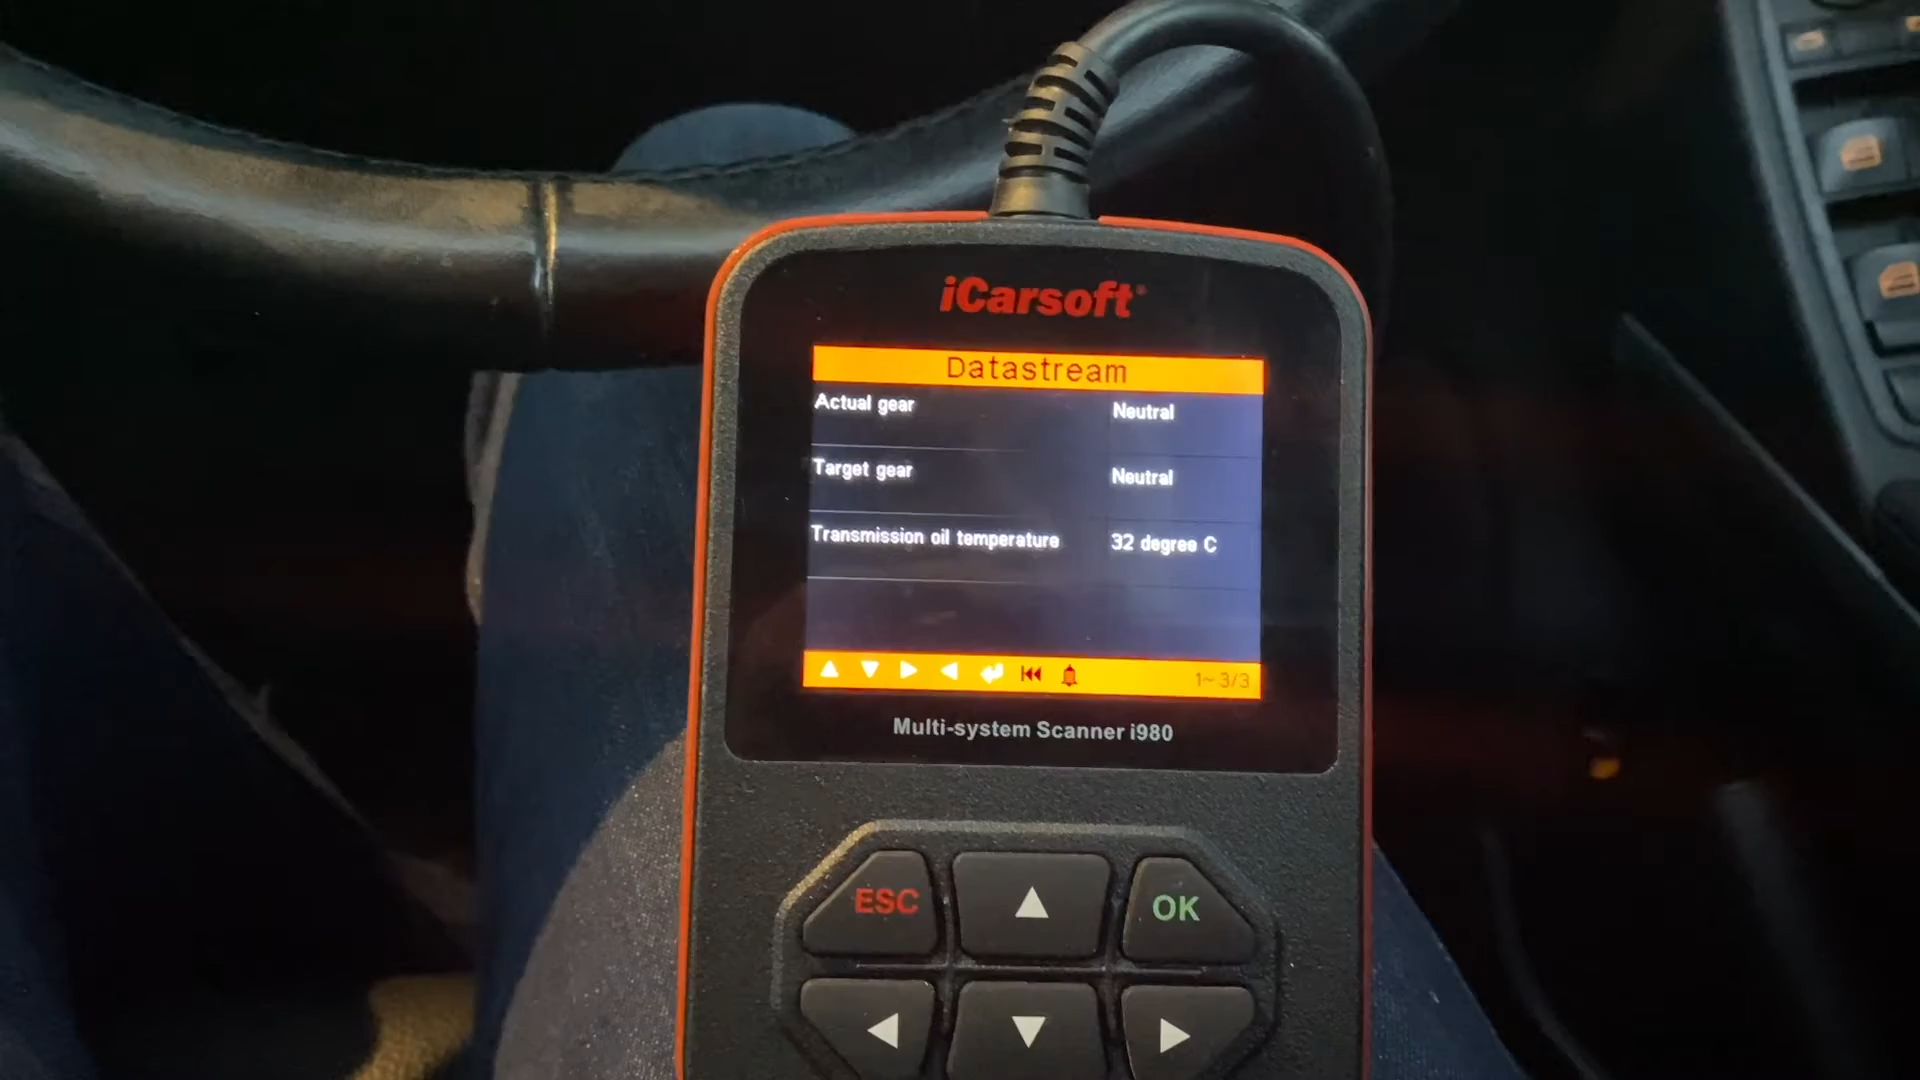 iCarsoft
Datastream
Actual gear Neutral
Target gear Neutral
Transmission oil temperature 32 degree C
1~3/3
Multi-system Scanner i980
ESC
OK